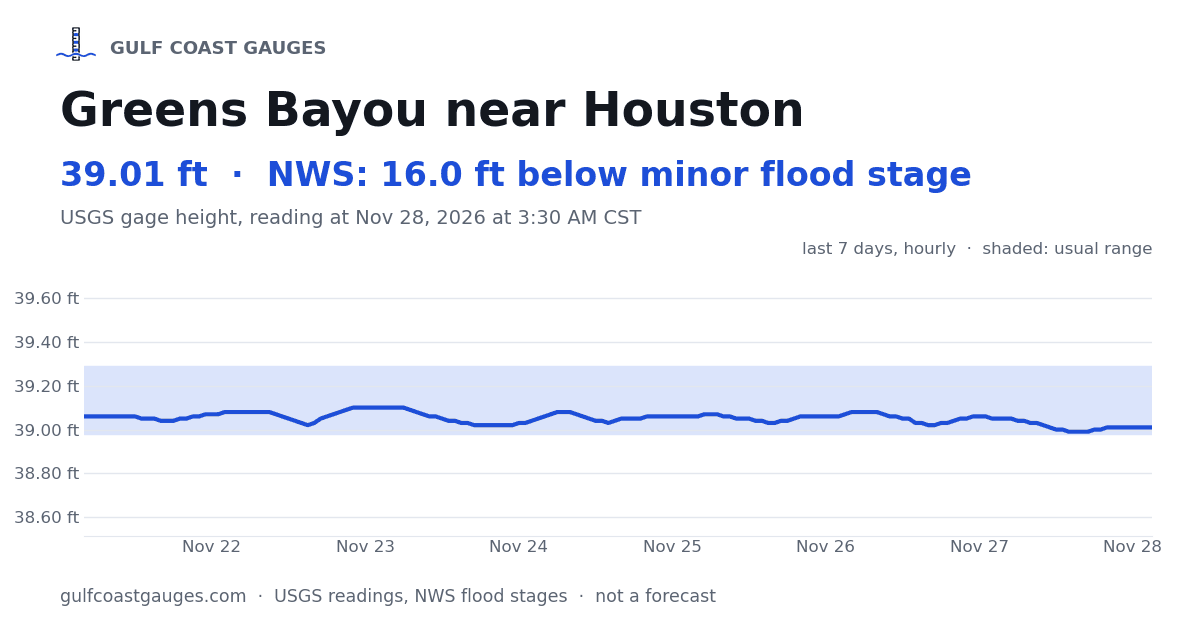 GULF COAST GAUGES
Greens Bayou near Houston
39.01 ft · NWS: 16.0 ft below minor flood stage
USGS gage height, reading at Nov 28, 2026 at 3:30 AM CST
last 7 days, hourly · shaded: usual range
39.60 ft
39.40 ft
39.20 ft
39.00 ft
38.80 ft
38.60 ft
Nov 22 Nov 23 Nov 24 Nov 25 Nov 26 Nov 27 Nov 28
gulfcoastgauges.com · USGS readings, NWS flood stages · not a forecast